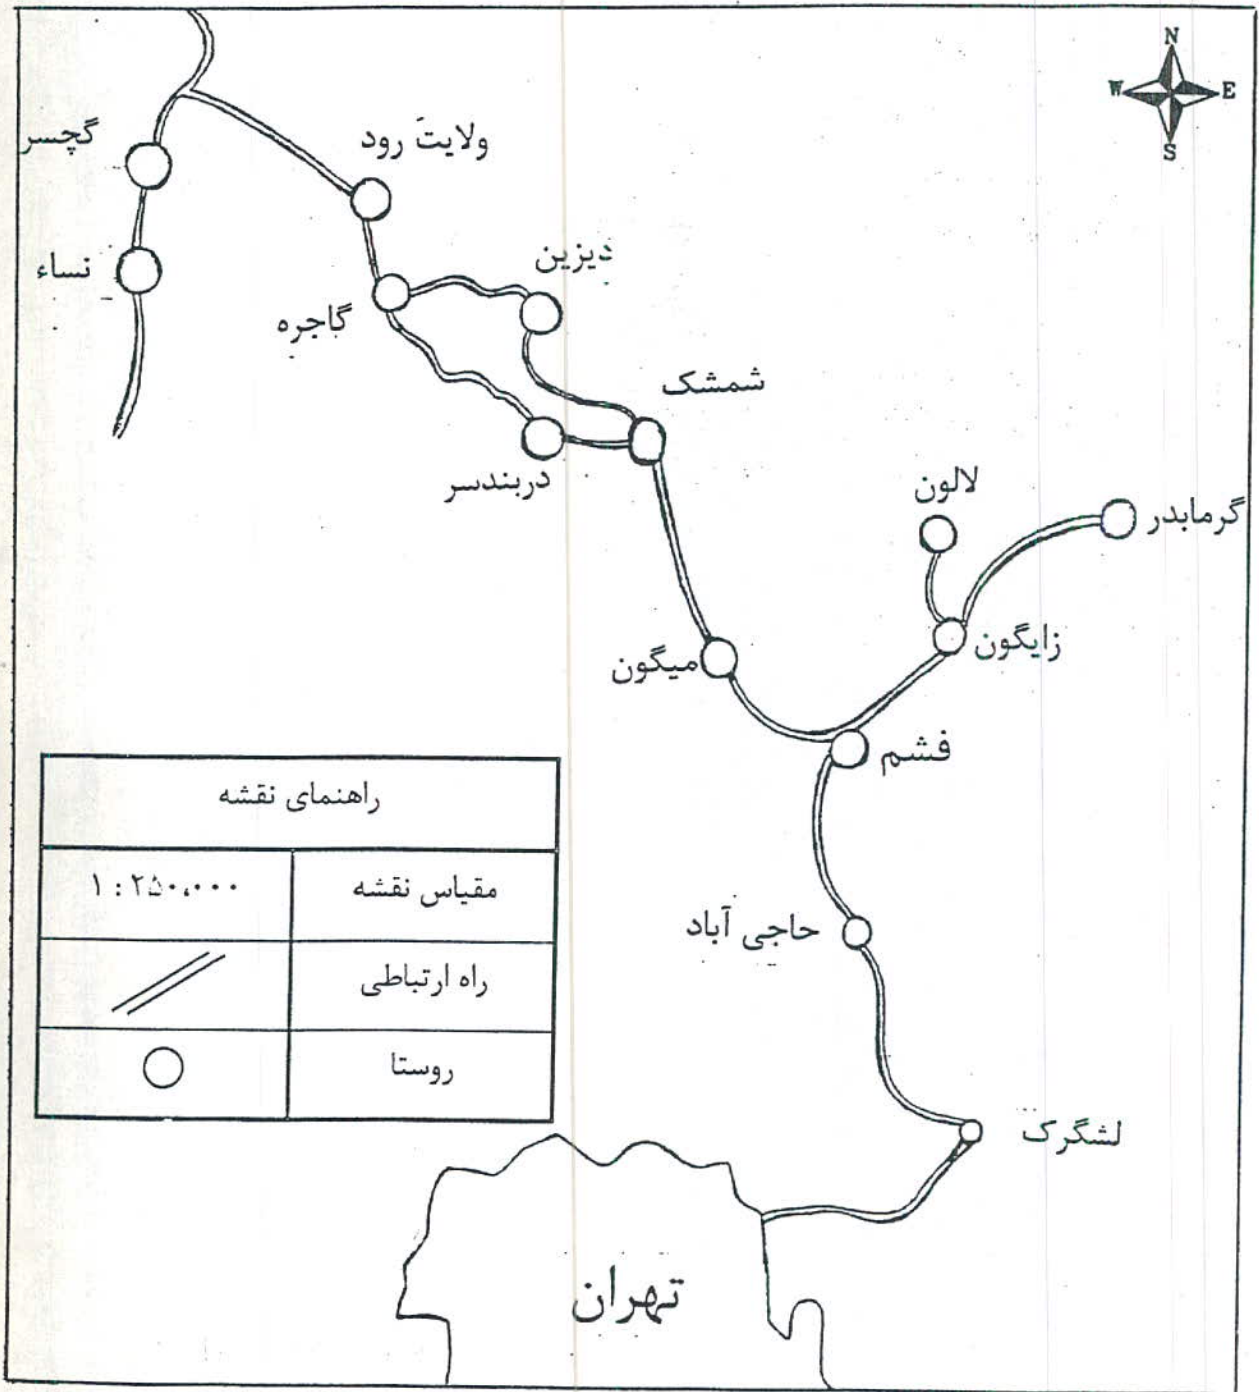 N
W E
S
گچسر
ولایت رود
نساء
دیزین
گاجره
شمشک
دربندسر
لالون
گرمابدر
زایگون
میگون
فشم
راهنمای نقشه
مقیاس نقشه ۱ : ۲۵۰،۰۰۰
راه ارتباطی
روستا
حاجی آباد
لشگرک
تهران